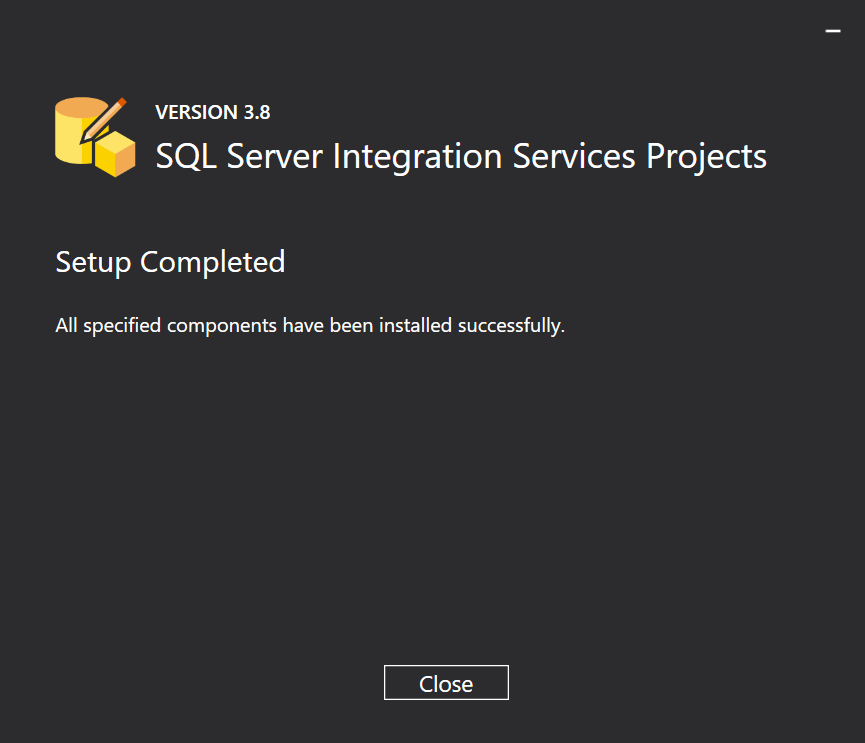 VERSION 3.8
SQL Server Integration Services Projects
Setup Completed
All specified components have been installed successfully.
Close